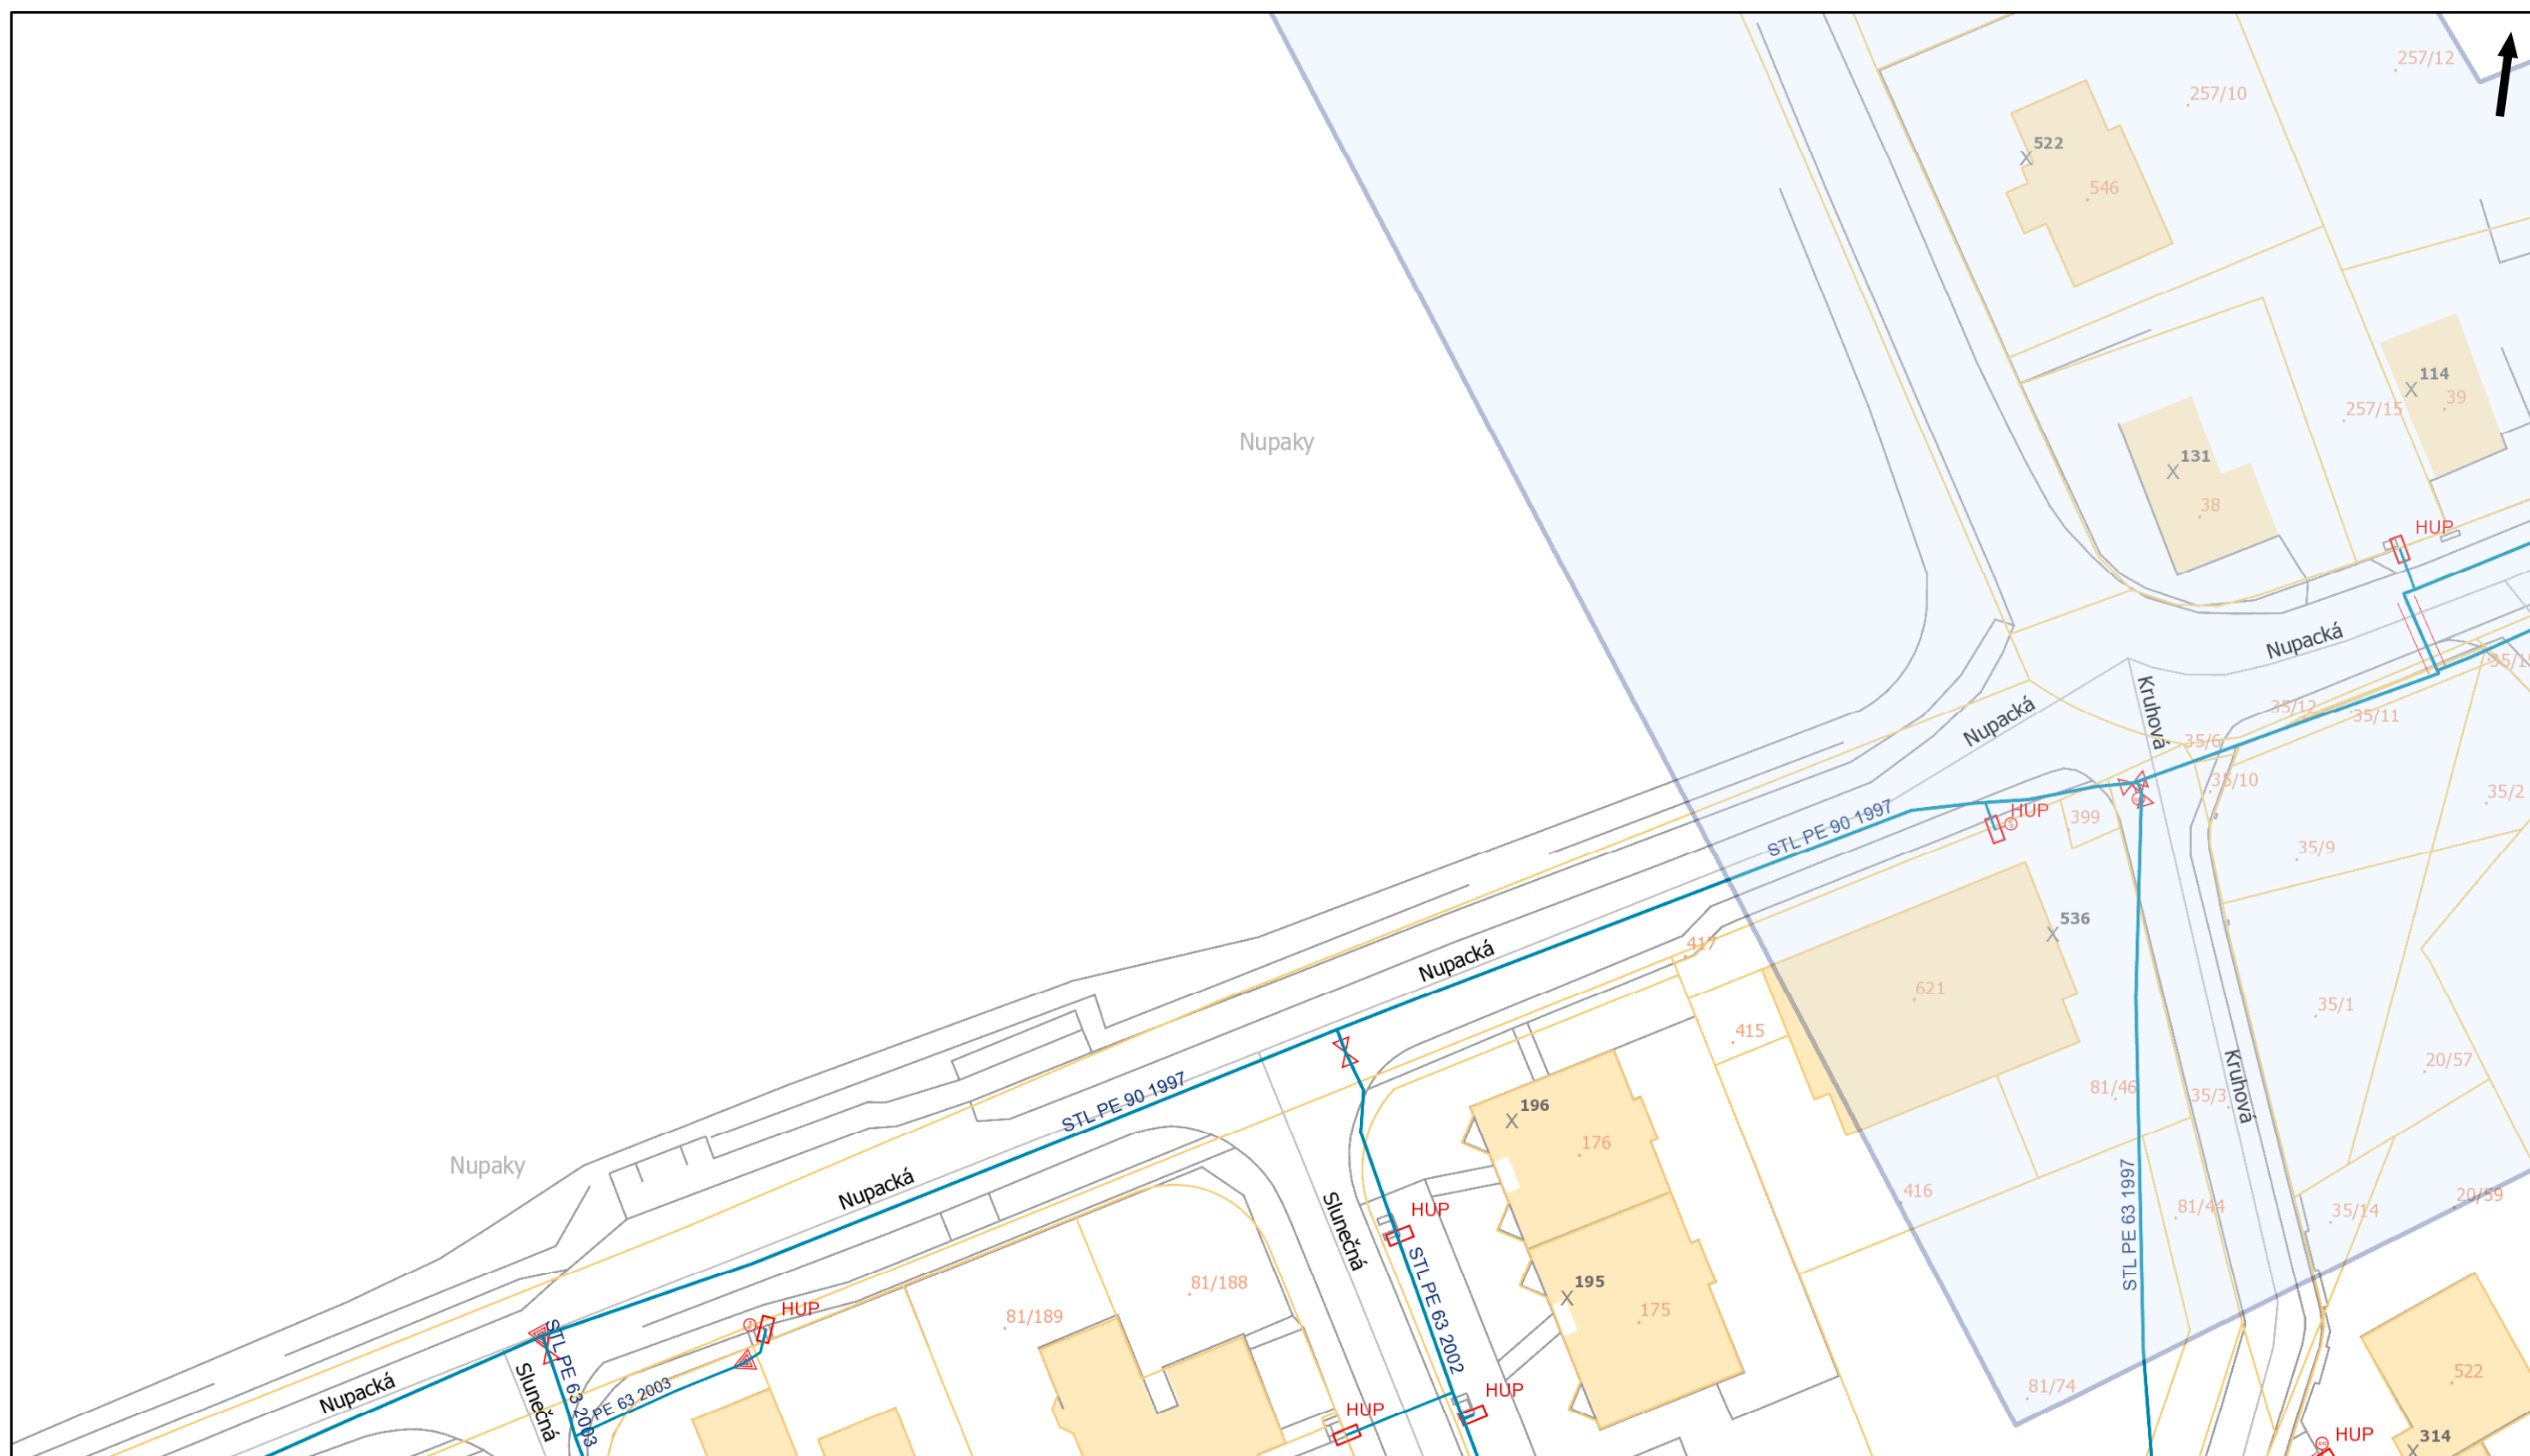 257/12
257/10
522
546
114
39
257/15
131
38
Nupaky
HUP
Nupacká
Kruhová
Nupacká
35/12
35/11
35/6
35/10
35/2
HUP
399
STL PE 90 1997
35/9
536
417
Nupacká
621
35/1
415
20/57
Kruhová
81/46
35/3
STL PE 90 1997
196
176
Nupaky
Nupacká
416
STL PE 63 1997
81/44
35/14
20/59
Slunečná
HUP
STL PE 63 2002
81/188
195
175
81/189
HUP
STL PE 63 2003
PE 63 2003
Nupacká
Slunečná
HUP
HUP
81/74
522
HUP
314